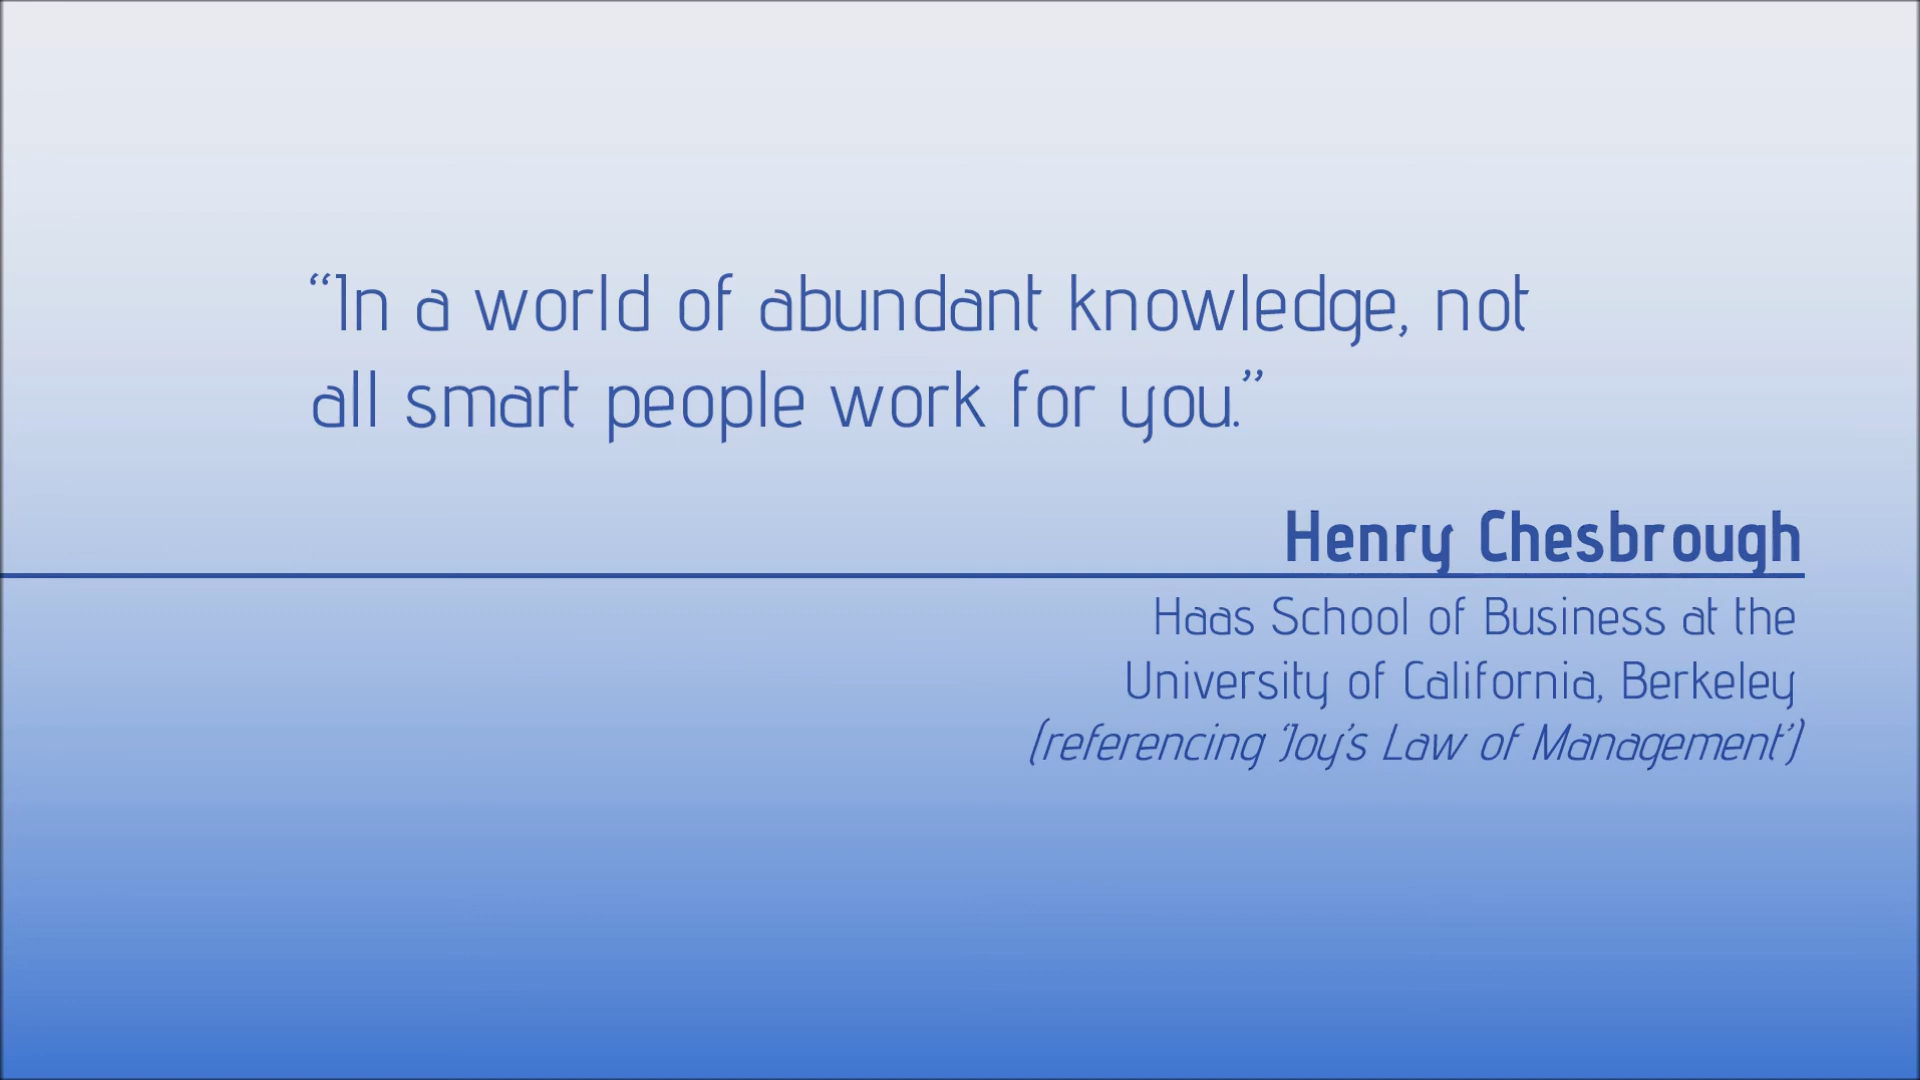 “In a world of abundant knowledge, not
all smart people work for you.”
Henry Chesbrough
Haas School of Business at the
University of California, Berkeley
(referencing ‘Joy’s Law of Management’)